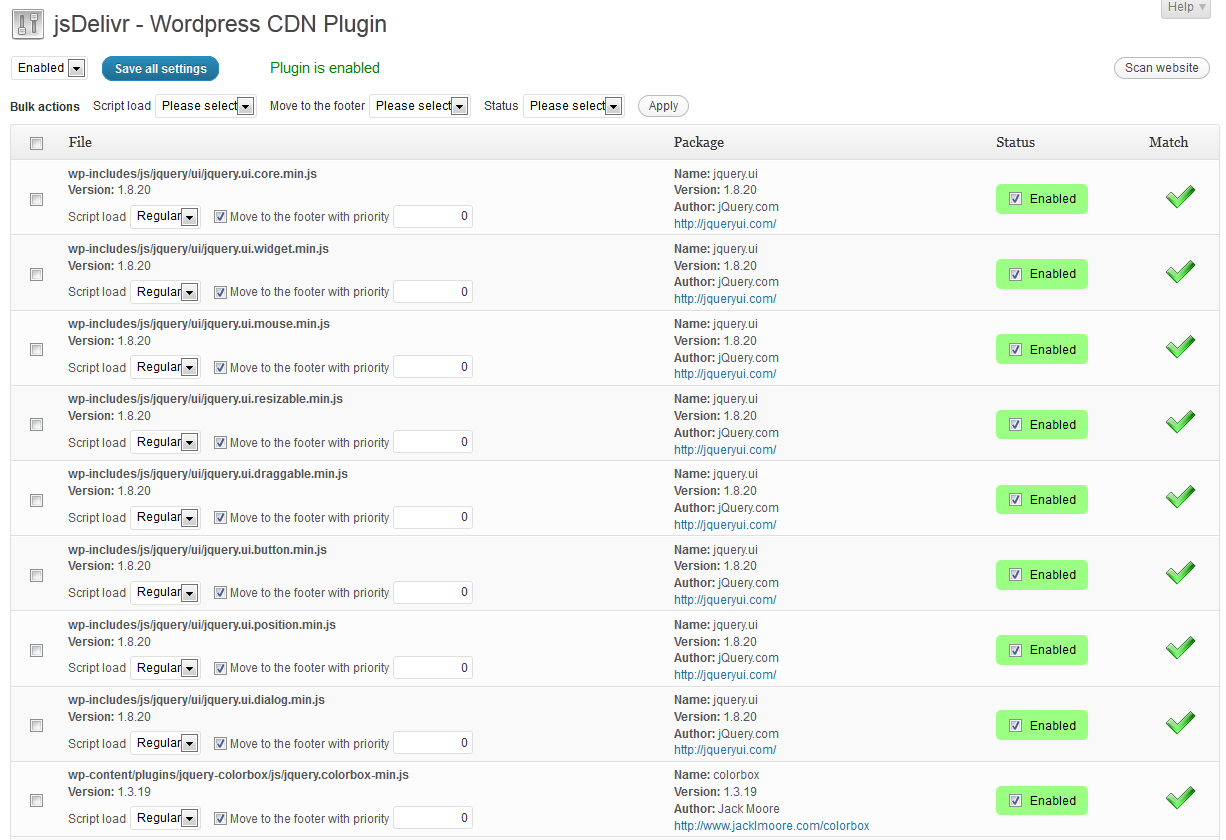 jsDelivr - Wordpress CDN Plugin
Help
Enabled Save all settings Plugin is enabled Scan website
Bulk actions Script load Please select Move to the footer Please select Status Please select Apply
File Package Status Match
wp-includes/js/jquery/ui/jquery.ui.core.min.js Name: jquery.ui
Version: 1.8.20 Version: 1.8.20
Enabled
Author: jQuery.com
Script load Regular Move to the footer with priority 0
http://jqueryui.com/
wp-includes/js/jquery/ui/jquery.ui.widget.min.js Name: jquery.ui
Version: 1.8.20 Version: 1.8.20
Enabled
Author: jQuery.com
Script load Regular Move to the footer with priority 0
http://jqueryui.com/
wp-includes/js/jquery/ui/jquery.ui.mouse.min.js Name: jquery.ui
Version: 1.8.20 Version: 1.8.20
Enabled
Author: jQuery.com
Script load Regular Move to the footer with priority 0
http://jqueryui.com/
wp-includes/js/jquery/ui/jquery.ui.resizable.min.js Name: jquery.ui
Version: 1.8.20 Version: 1.8.20
Enabled
Author: jQuery.com
Script load Regular Move to the footer with priority 0
http://jqueryui.com/
wp-includes/js/jquery/ui/jquery.ui.draggable.min.js Name: jquery.ui
Version: 1.8.20 Version: 1.8.20
Enabled
Author: jQuery.com
Script load Regular Move to the footer with priority 0
http://jqueryui.com/
wp-includes/js/jquery/ui/jquery.ui.button.min.js Name: jquery.ui
Version: 1.8.20 Version: 1.8.20
Enabled
Author: jQuery.com
Script load Regular Move to the footer with priority 0
http://jqueryui.com/
wp-includes/js/jquery/ui/jquery.ui.position.min.js Name: jquery.ui
Version: 1.8.20 Version: 1.8.20
Enabled
Author: jQuery.com
Script load Regular Move to the footer with priority 0
http://jqueryui.com/
wp-includes/js/jquery/ui/jquery.ui.dialog.min.js Name: jquery.ui
Version: 1.8.20 Version: 1.8.20
Enabled
Author: jQuery.com
Script load Regular Move to the footer with priority 0
http://jqueryui.com/
wp-content/plugins/jquery-colorbox/js/jquery.colorbox-min.js Name: colorbox
Version: 1.3.19 Version: 1.3.19
Enabled
Author: Jack Moore
Script load Regular Move to the footer with priority 0
http://www.jacklmoore.com/colorbox